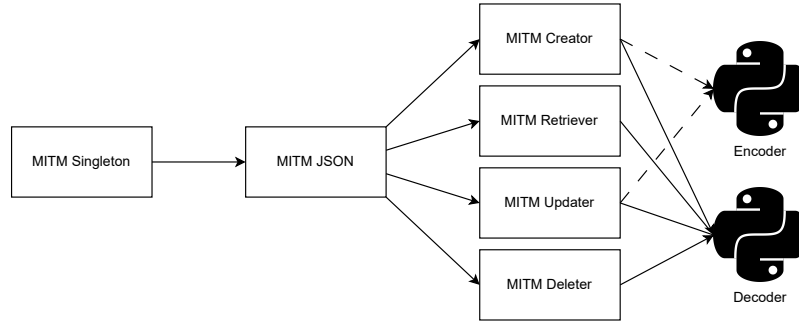 MITM Creator
MITM Retriever
MITM Singleton
MITM JSON
MITM Updater
MITM Deleter
Encoder
Decoder